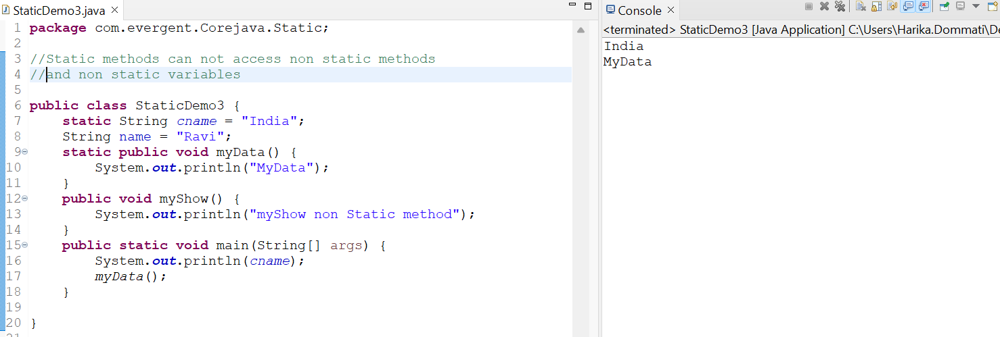 StaticDemo3.java
1 package com.evergent.Corejava.Static;
2
3 //Static methods can not access non static methods
4 //and non static variables
5
6 public class StaticDemo3 {
7     static String cname = "India";
8     String name = "Ravi";
9     static public void myData() {
10         System.out.println("MyData");
11     }
12     public void myShow() {
13         System.out.println("myShow non Static method");
14     }
15     public static void main(String[] args) {
16         System.out.println(cname);
17         myData();
18     }
19
20 }
Console
<terminated> StaticDemo3 [Java Application] C:\Users\Harika.Dommati\De
India
MyData